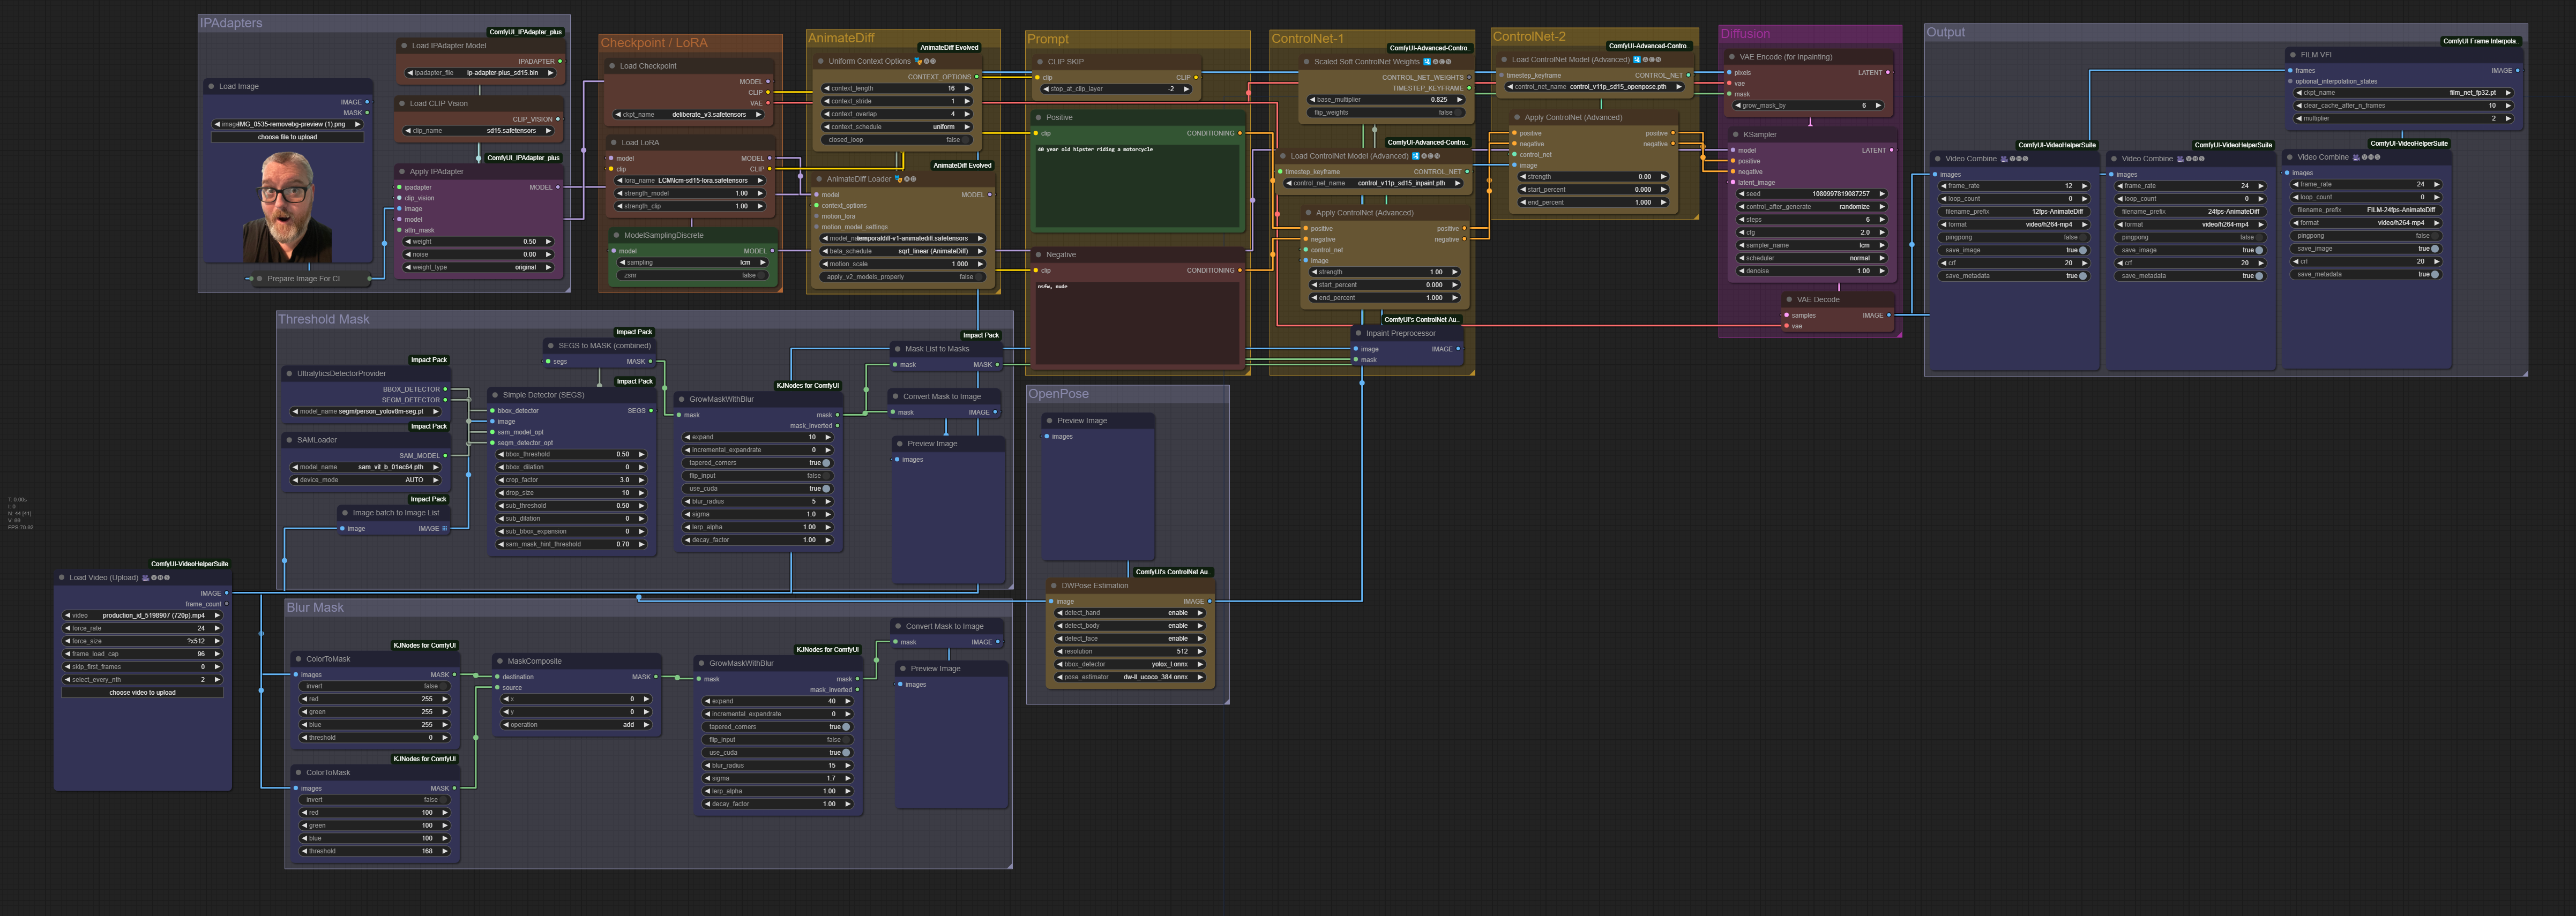 IPAdapters
ComfyUI_IPAdapter_plus
Load IPAdapter Model
IPADAPTER
ipadapter_file ip-adapter-plus_sd15.bin
Load Image
IMAGE
MASK
choose file to upload
Load CLIP Vision
CLIP_VISION
clip_name sd15.safetensors
ComfyUI_IPAdapter_plus
Apply IPAdapter
ipadapter MODEL
clip_vision
image
model
attn_mask
weight 0.50
noise 0.00
weight_type original
Prepare Image For Cl
Checkpoint / LoRA
Load Checkpoint
MODEL
CLIP
VAE
ckpt_name deliberate_v3.safetensors
Load LoRA
model MODEL
clip CLIP
lora_name LCM\lcm-sd15-lora.safetensors
strength_model 1.00
strength_clip 1.00
ModelSamplingDiscrete
model MODEL
sampling lcm
zsnr false
AnimateDiff
AnimateDiff Evolved
Uniform Context Options
CONTEXT_OPTIONS
context_length 16
context_stride 1
context_overlap 4
context_schedule uniform
closed_loop false
AnimateDiff Evolved
AnimateDiff Loader
model MODEL
context_options
motion_lora
motion_model_settings
temporaldiff-v1-animatediff.safetensors
beta_schedule sqrt_linear (AnimateDiff)
motion_scale 1.000
apply_v2_models_properly false
Prompt
CLIP SKIP
clip CLIP
stop_at_clip_layer -2
Positive
clip CONDITIONING
40 year old hipster riding a motorcycle
Negative
clip CONDITIONING
nsfw, nude
ControlNet-1
ComfyUI-Advanced-Contro..
Scaled Soft ControlNet Weights
CONTROL_NET_WEIGHTS
TIMESTEP_KEYFRAME
base_multiplier 0.825
flip_weights false
ComfyUI-Advanced-Contro..
Load ControlNet Model (Advanced)
timestep_keyframe CONTROL_NET
control_net_name control_v11p_sd15_inpaint.pth
Apply ControlNet (Advanced)
positive positive
negative negative
control_net
image
strength 1.00
start_percent 0.000
end_percent 1.000
ComfyUI's ControlNet Au..
Inpaint Preprocessor
image IMAGE
mask
ControlNet-2
ComfyUI-Advanced-Contro..
Load ControlNet Model (Advanced)
timestep_keyframe CONTROL_NET
control_net_name control_v11p_sd15_openpose.pth
Apply ControlNet (Advanced)
positive positive
negative negative
control_net
image
strength 0.00
start_percent 0.000
end_percent 1.000
Diffusion
VAE Encode (for Inpainting)
pixels LATENT
vae
mask
grow_mask_by 6
KSampler
model LATENT
positive
negative
latent_image
seed 1080997819087257
control_after_generate randomize
steps 6
cfg 2.0
sampler_name lcm
scheduler normal
denoise 1.00
VAE Decode
samples IMAGE
vae
Output
ComfyUI Frame Interpola..
FILM VFI
frames IMAGE
optional_interpolation_states
ckpt_name film_net_fp32.pt
clear_cache_after_n_frames 10
multiplier 2
ComfyUI-VideoHelperSuite
Video Combine
images
frame_rate 12
loop_count 0
filename_prefix 12fps-AnimateDiff
format video/h264-mp4
pingpong false
save_image true
crf 20
save_metadata true
ComfyUI-VideoHelperSuite
Video Combine
images
frame_rate 24
loop_count 0
filename_prefix 24fps-AnimateDiff
format video/h264-mp4
pingpong false
save_image true
crf 20
save_metadata true
ComfyUI-VideoHelperSuite
Video Combine
images
frame_rate 24
loop_count 0
filename_prefix FILM-24fps-AnimateDiff
format video/h264-mp4
pingpong false
save_image true
crf 20
save_metadata true
Threshold Mask
Impact Pack
UltralyticsDetectorProvider
BBOX_DETECTOR
SEGM_DETECTOR
model_name segm/person_yolov8m-seg.pt
Impact Pack
SAMLoader
SAM_MODEL
model_name sam_vit_b_01ec64.pth
device_mode AUTO
Impact Pack
Image batch to Image List
image IMAGE
Impact Pack
SEGS to MASK (combined)
segs MASK
Impact Pack
Simple Detector (SEGS)
bbox_detector SEGS
image
sam_model_opt
segm_detector_opt
bbox_threshold 0.50
bbox_dilation 0
crop_factor 3.0
drop_size 10
sub_threshold 0.50
sub_dilation 0
sub_bbox_expansion 0
sam_mask_hint_threshold 0.70
KJNodes for ComfyUI
GrowMaskWithBlur
mask mask
mask_inverted
expand 10
incremental_expandrate 0
tapered_corners true
flip_input false
use_cuda true
blur_radius 5
sigma 1.0
lerp_alpha 1.00
decay_factor 1.00
Impact Pack
Mask List to Masks
mask MASK
Convert Mask to Image
mask IMAGE
Preview Image
images
OpenPose
Preview Image
images
ComfyUI's ControlNet Au..
DWPose Estimation
image IMAGE
detect_hand enable
detect_body enable
detect_face enable
resolution 512
bbox_detector yolox_l.onnx
pose_estimator dw-ll_ucoco_384.onnx
T: 0.00s
I: 0
N: 44 [41]
V: 88
FPS:70.92
ComfyUI-VideoHelperSuite
Load Video (Upload)
IMAGE
frame_count
video production_id_5198907 (720p).mp4
force_rate 24
force_size ?x512
frame_load_cap 96
skip_first_frames 0
select_every_nth 2
choose video to upload
Blur Mask
KJNodes for ComfyUI
ColorToMask
images MASK
invert false
red 255
green 255
blue 255
threshold 0
KJNodes for ComfyUI
ColorToMask
images MASK
invert false
red 100
green 100
blue 100
threshold 168
MaskComposite
destination MASK
source
x 0
y 0
operation add
KJNodes for ComfyUI
GrowMaskWithBlur
mask mask
mask_inverted
expand 40
incremental_expandrate 0
tapered_corners true
flip_input false
use_cuda true
blur_radius 15
sigma 1.7
lerp_alpha 1.00
decay_factor 1.00
Convert Mask to Image
mask IMAGE
Preview Image
images